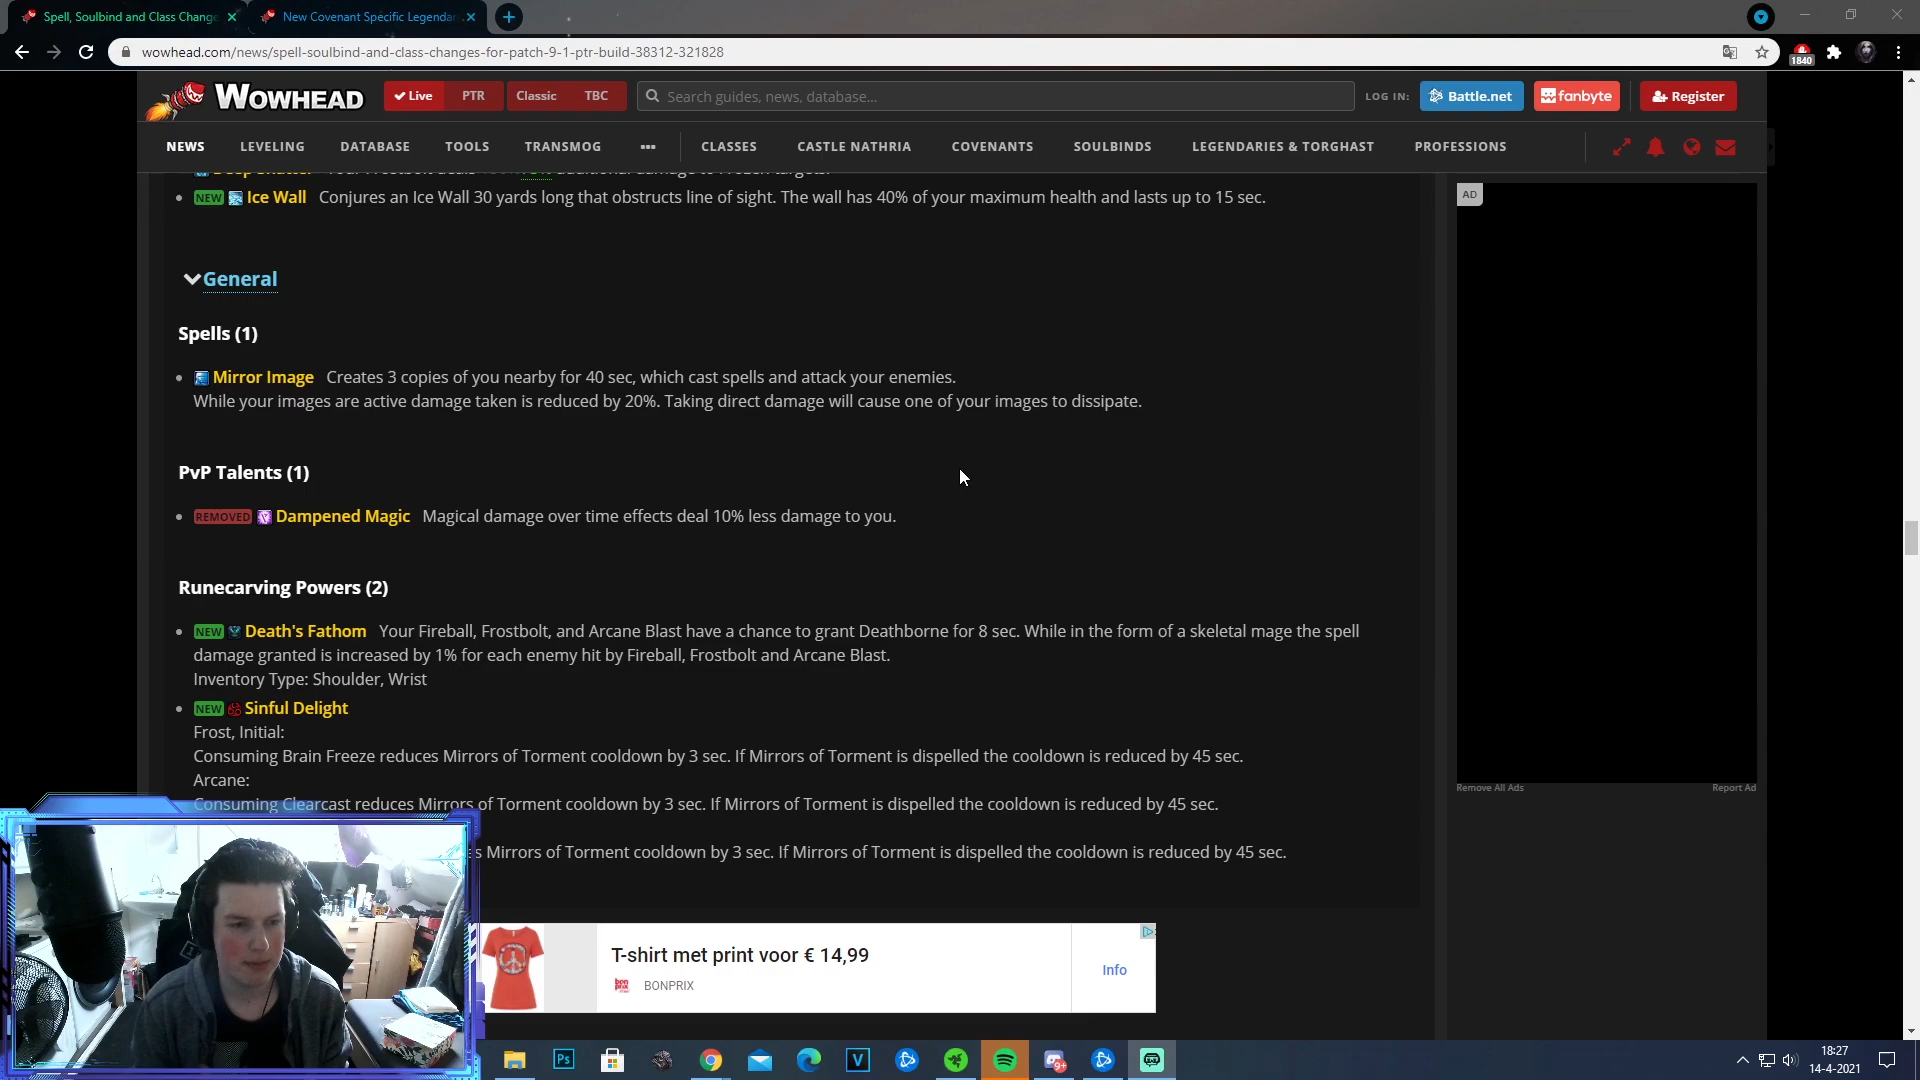 Spell, Soulbind and Class Change
New Covenant Specific Legendar
wowhead.com/news/spell-soulbind-and-class-changes-for-patch-9-1-ptr-build-38312-321828
1840
WOWHEAD
Live
PTR
Classic
TBC
Search guides, news, database...
LOG IN:
Battle.net
fanbyte
Register
NEWS
LEVELING
DATABASE
TOOLS
TRANSMOG
•••
CLASSES
CASTLE NATHRIA
COVENANTS
SOULBINDS
LEGENDARIES & TORGHAST
PROFESSIONS
AD
NEW Ice Wall Conjures an Ice Wall 30 yards long that obstructs line of sight. The wall has 40% of your maximum health and lasts up to 15 sec.
General
Spells (1)
Mirror Image Creates 3 copies of you nearby for 40 sec, which cast spells and attack your enemies.
While your images are active damage taken is reduced by 20%. Taking direct damage will cause one of your images to dissipate.
PvP Talents (1)
REMOVED Dampened Magic Magical damage over time effects deal 10% less damage to you.
Runecarving Powers (2)
NEW Death's Fathom Your Fireball, Frostbolt, and Arcane Blast have a chance to grant Deathborne for 8 sec. While in the form of a skeletal mage the spell
damage granted is increased by 1% for each enemy hit by Fireball, Frostbolt and Arcane Blast.
Inventory Type: Shoulder, Wrist
NEW Sinful Delight
Frost, Initial:
Consuming Brain Freeze reduces Mirrors of Torment cooldown by 3 sec. If Mirrors of Torment is dispelled the cooldown is reduced by 45 sec.
Arcane:
Consuming Clearcast reduces Mirrors of Torment cooldown by 3 sec. If Mirrors of Torment is dispelled the cooldown is reduced by 45 sec.
s Mirrors of Torment cooldown by 3 sec. If Mirrors of Torment is dispelled the cooldown is reduced by 45 sec.
Remove All Ads
Report Ad
T-shirt met print voor € 14,99
bon prix
BONPRIX
Info
Ps
V
9+
18:27
14-4-2021